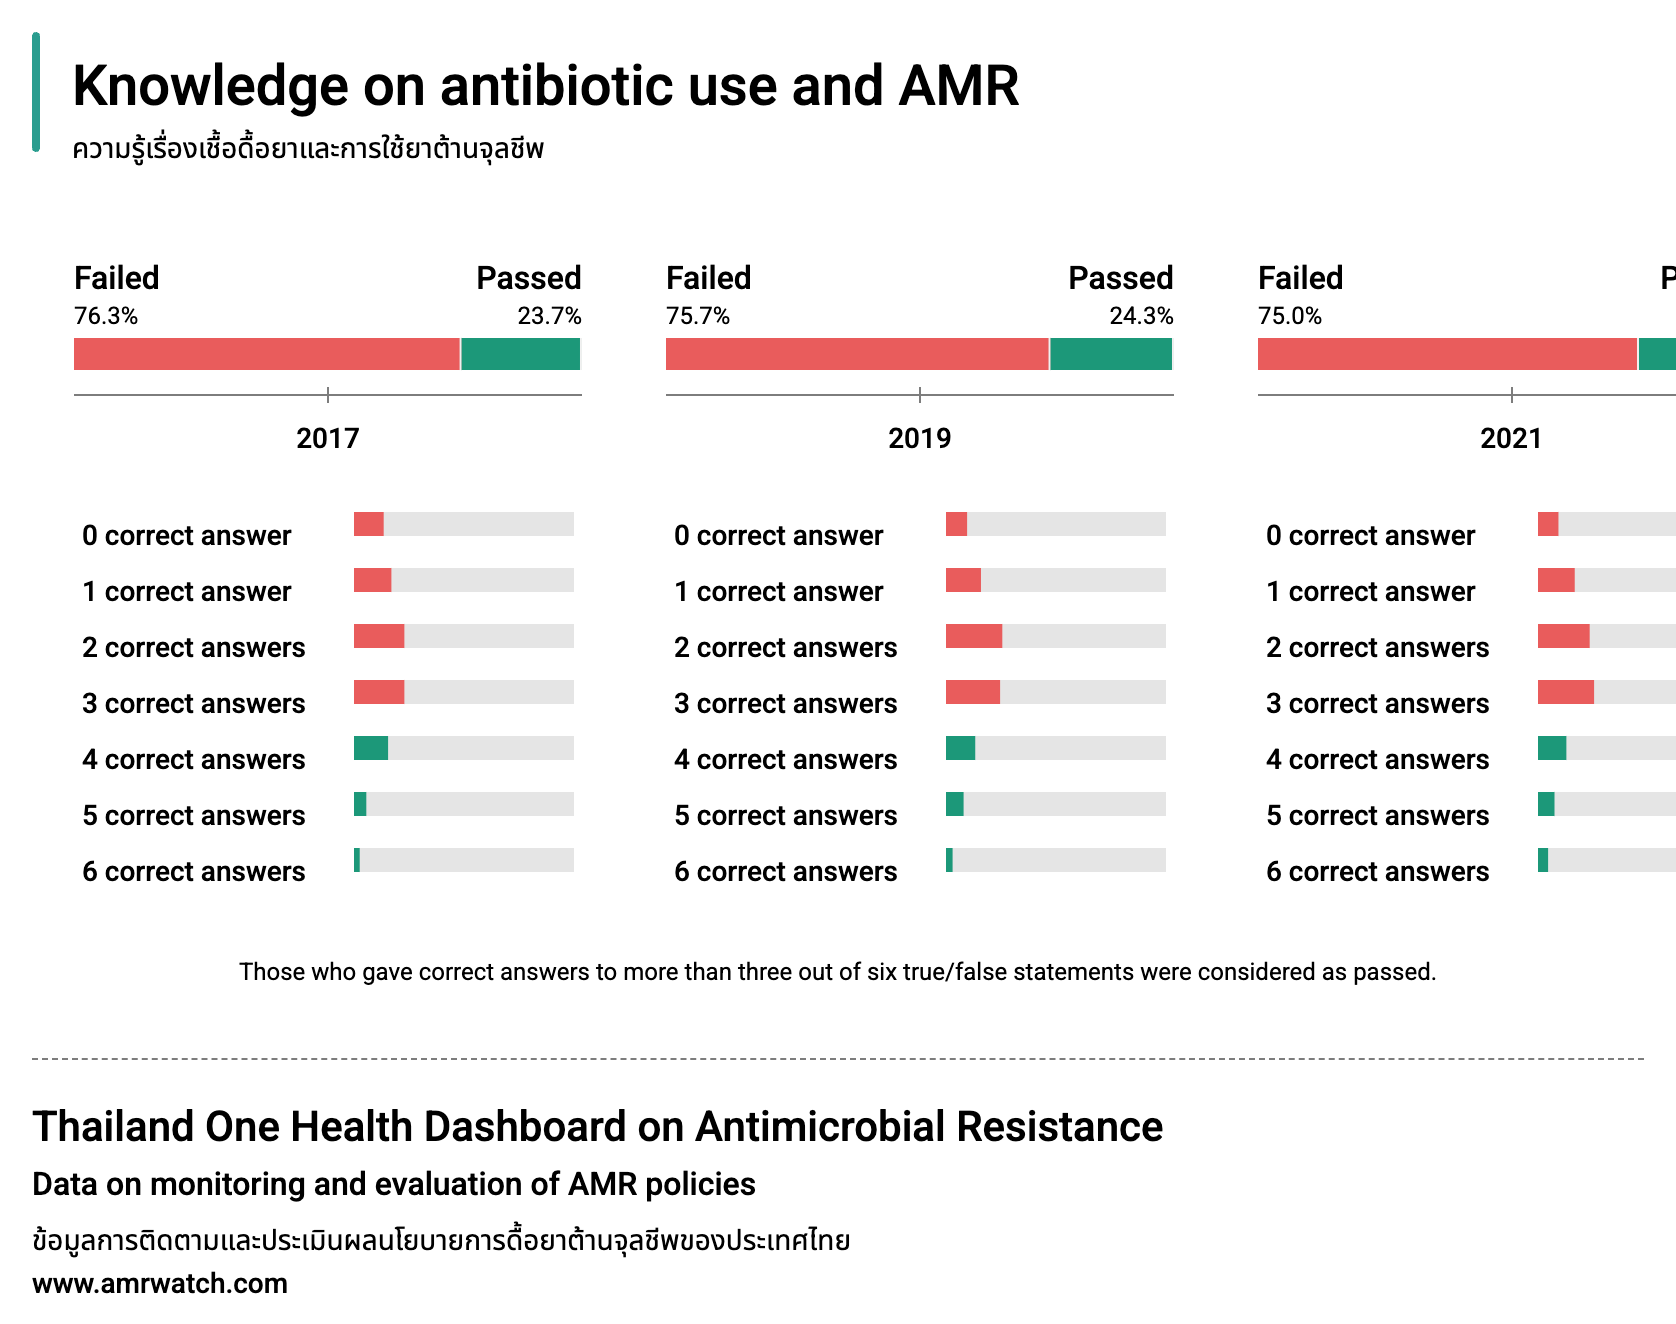 Knowledge on antibiotic use and AMR
ความรู้เรื่องเชื้อดื้อยาและการใช้ยาต้านจุลชีพ
Failed Passed
76.3% 23.7%
2017
0 correct answer
1 correct answer
2 correct answers
3 correct answers
4 correct answers
5 correct answers
6 correct answers
Failed Passed
75.7% 24.3%
2019
0 correct answer
1 correct answer
2 correct answers
3 correct answers
4 correct answers
5 correct answers
6 correct answers
Failed
75.0%
2021
0 correct answer
1 correct answer
2 correct answers
3 correct answers
4 correct answers
5 correct answers
6 correct answers
Those who gave correct answers to more than three out of six true/false statements were considered as passed.
Thailand One Health Dashboard on Antimicrobial Resistance
Data on monitoring and evaluation of AMR policies
ข้อมูลการติดตามและประเมินผลนโยบายการดื้อยาต้านจุลชีพของประเทศไทย
www.amrwatch.com